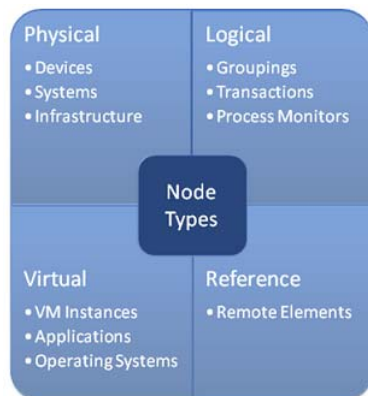 Physical
• Devices
• Systems
• Infrastructure
Logical
• Groupings
• Transactions
• Process Monitors
Node
Types
Virtual
• VM Instances
• Applications
• Operating Systems
Reference
• Remote Elements